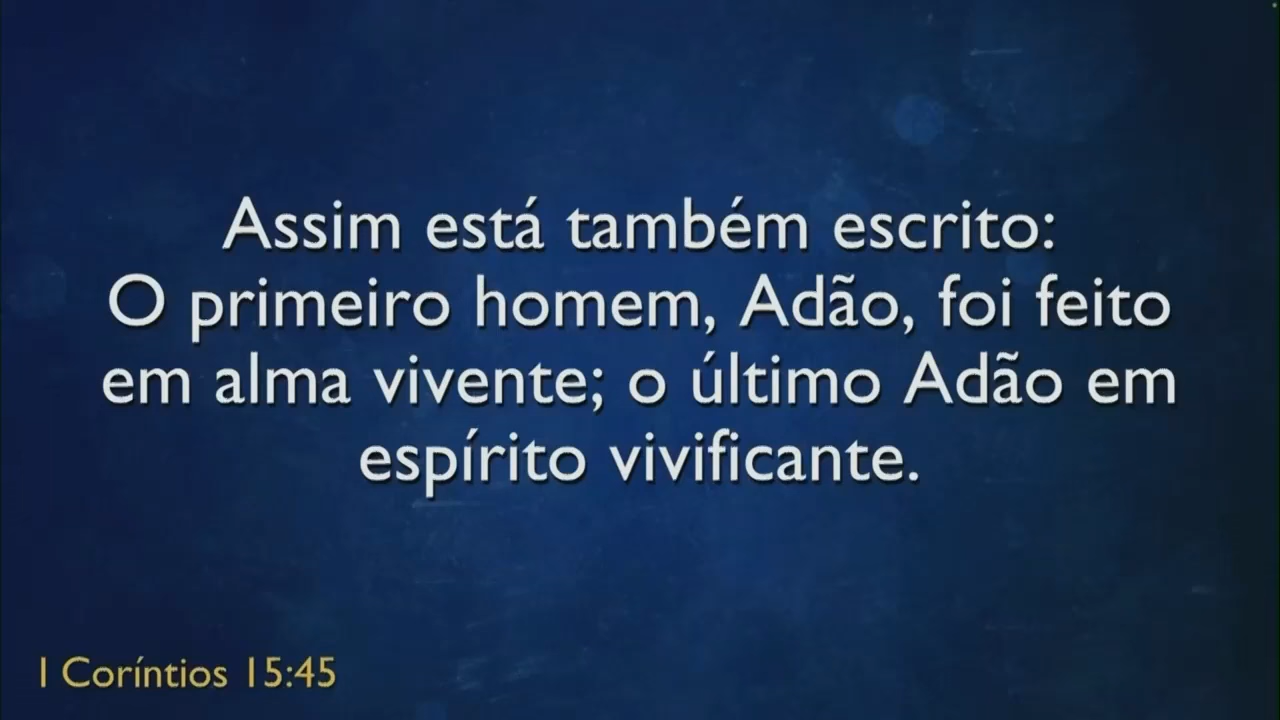 Assim está também escrito:
O primeiro homem, Adão, foi feito
em alma vivente; o último Adão em
espírito vivificante.
I Coríntios 15:45